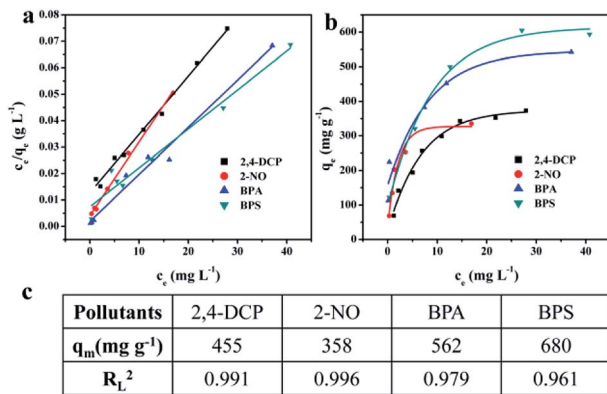 a
0.08
0.07
0.06
0.05
0.04
0.03
0.02
0.01
0.00
cₑ/qₑ (g L⁻¹)
2,4-DCP
2-NO
BPA
BPS
0 10 20 30 40
cₑ (mg L⁻¹)
b
700
600
500
400
300
200
100
0
qₑ mg g⁻¹
2,4-DCP
2-NO
BPA
BPS
0 10 20 30 40
cₑ (mg L⁻¹)
c
Pollutants 2,4-DCP 2-NO BPA BPS
qₘ(mg g⁻¹) 455 358 562 680
R_L² 0.991 0.996 0.979 0.961